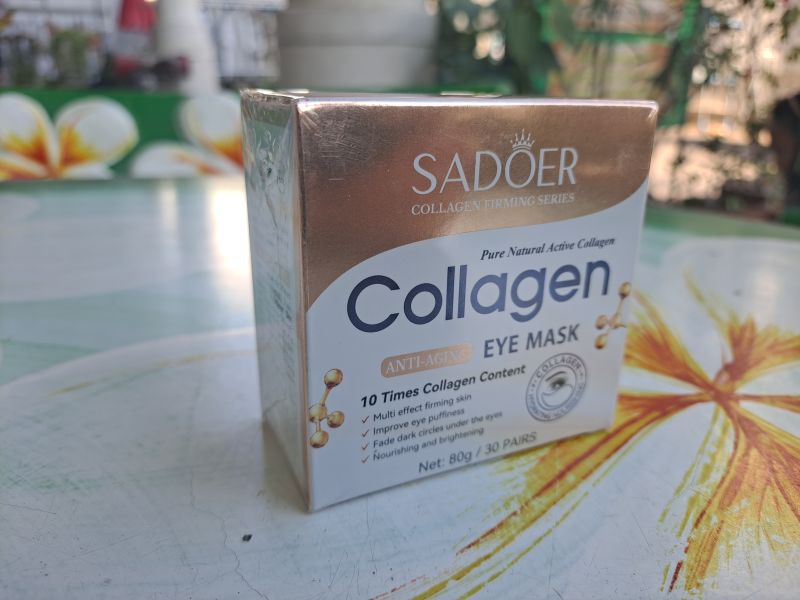 SADOER
COLLAGEN FIRMING SERIES
Pure Natural Active Collagen
Collagen
ANTI-AGING EYE MASK
10 Times Collagen Content
✓ Multi effect firming skin
✓ Improve eye puffiness
✓ Fade dark circles under the eyes
✓ Nourishing and brightening
Net: 80g / 30 PAIRS
COLLAGEN